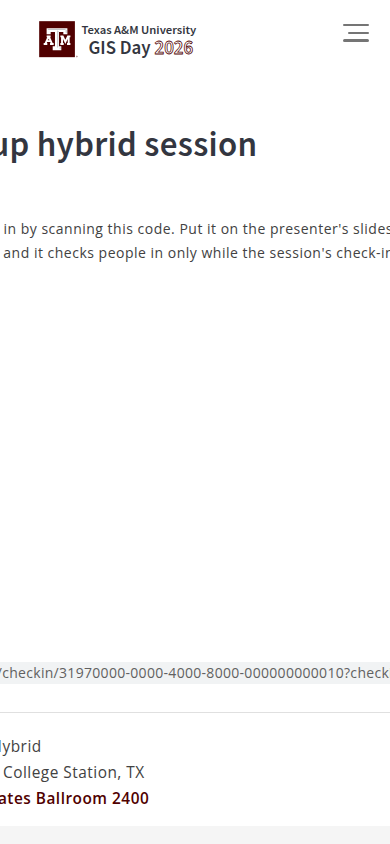 Texas A&M University
GIS Day 2026
up hybrid session
in by scanning this code. Put it on the presenter's slides
and it checks people in only while the session's check-in
/checkin/31970000-0000-4000-8000-000000000010?check
Hybrid
College Station, TX
ates Ballroom 2400